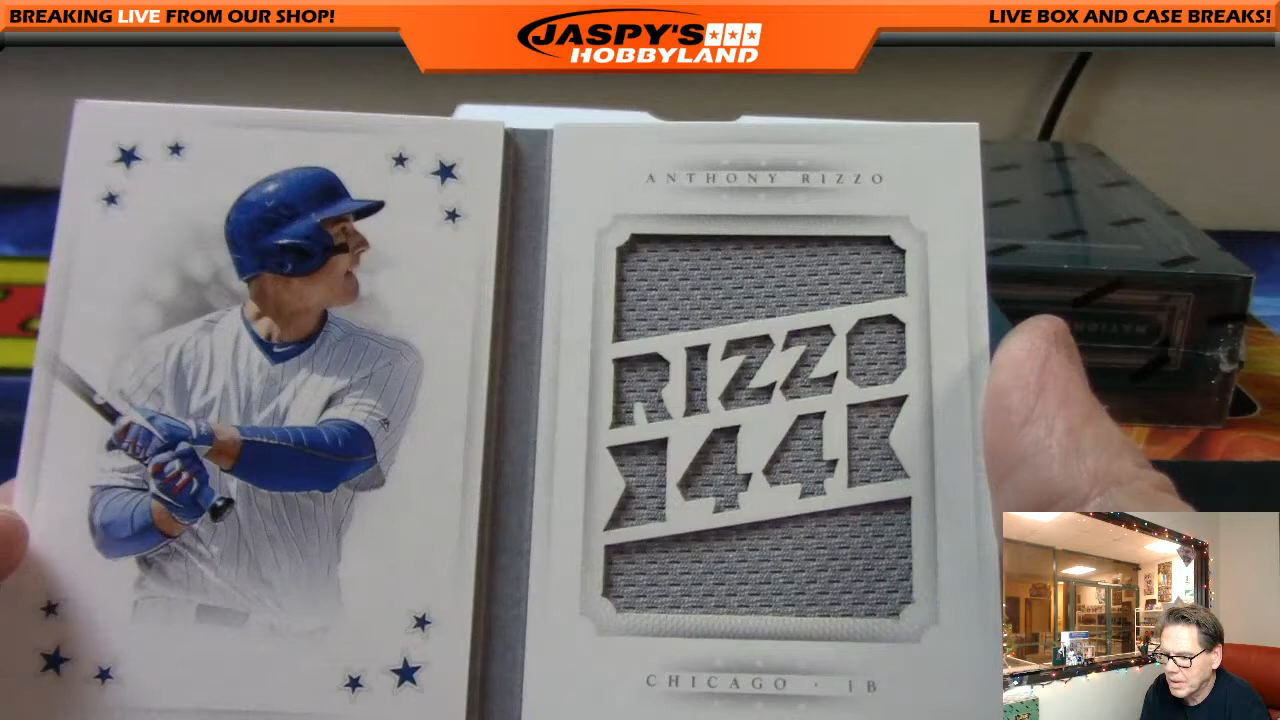 BREAKING LIVE FROM OUR SHOP!
JASPY'S
HOBBYLAND
LIVE BOX AND CASE BREAKS!
ANTHONY RIZZO
RIZZO
44
CHICAGO · 1B